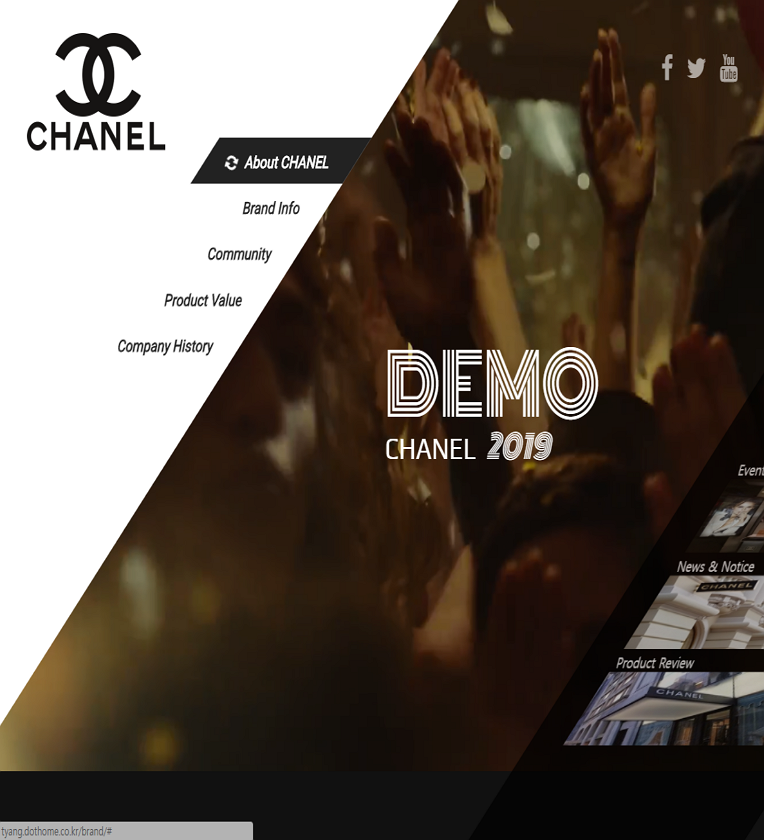 CHANEL
You
Tube
About CHANEL
Brand Info
Community
Product Value
Company History
DEMO
CHANEL 2019
Event
News & Notice
CHANEL
Product Review
CHANEL
tyang.dothome.co.kr/brand/#